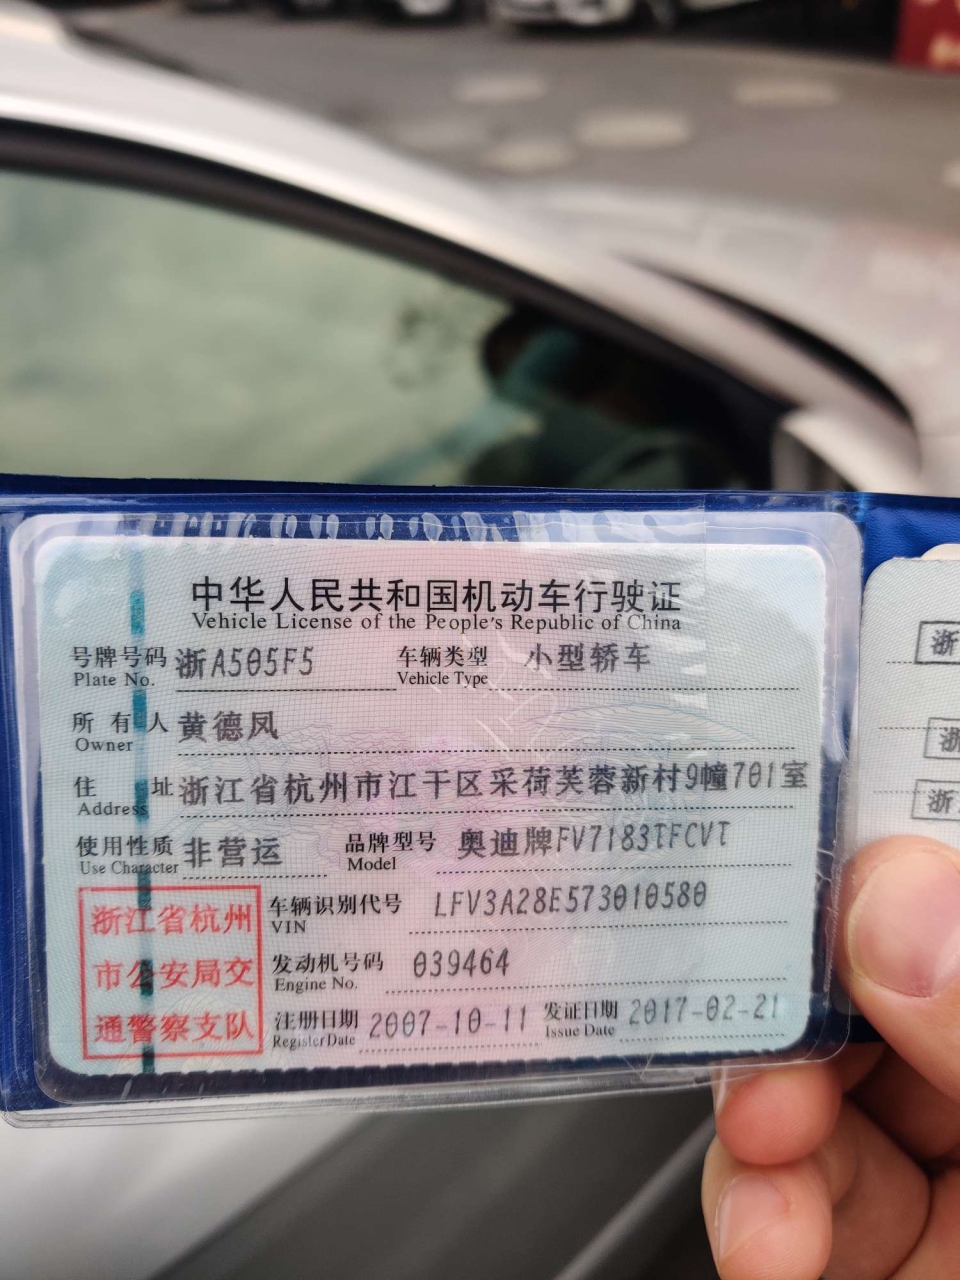 中华人民共和国机动车行驶证
Vehicle License of the People's Republic of China
号牌号码 浙A505F5 车辆类型 小型轿车
Plate No. Vehicle Type
所有人 黄德凤
Owner
住址 浙江省杭州市江干区采荷芙蓉新村9幢701室
Address
使用性质 非营运 品牌型号 奥迪牌FV7183TFCVT
Use Character Model
浙江省杭州
市公安局交
通警察支队
车辆识别代号 LFV3A28E573010580
VIN
发动机号码 039464
Engine No.
注册日期 2007-10-11 发证日期 2017-02-21
Register Date Issue Date
浙
浙
浙